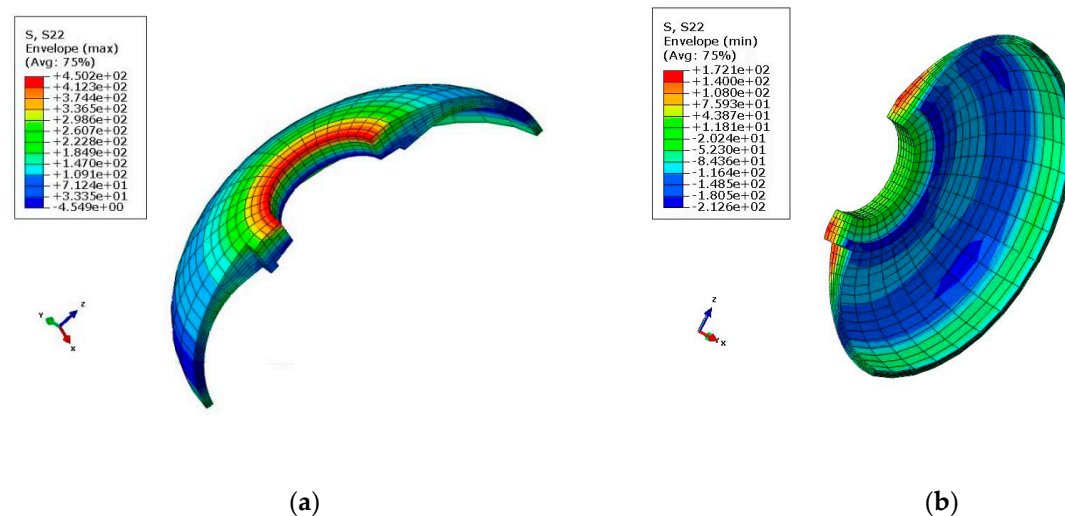 S, S22
Envelope (max)
(Avg: 75%)
+4.502e+02
+4.123e+02
+3.744e+02
+3.365e+02
+2.986e+02
+2.607e+02
+2.228e+02
+1.849e+02
+1.470e+02
+1.091e+02
+7.124e+01
+3.335e+01
-4.549e+00
Y
Z
X
(a)
S, S22
Envelope (min)
(Avg: 75%)
+1.721e+02
+1.400e+02
+1.080e+02
+7.593e+01
+4.387e+01
+1.181e+01
-2.024e+01
-5.230e+01
-8.436e+01
-1.164e+02
-1.485e+02
-1.805e+02
-2.126e+02
Z
Y
X
(b)